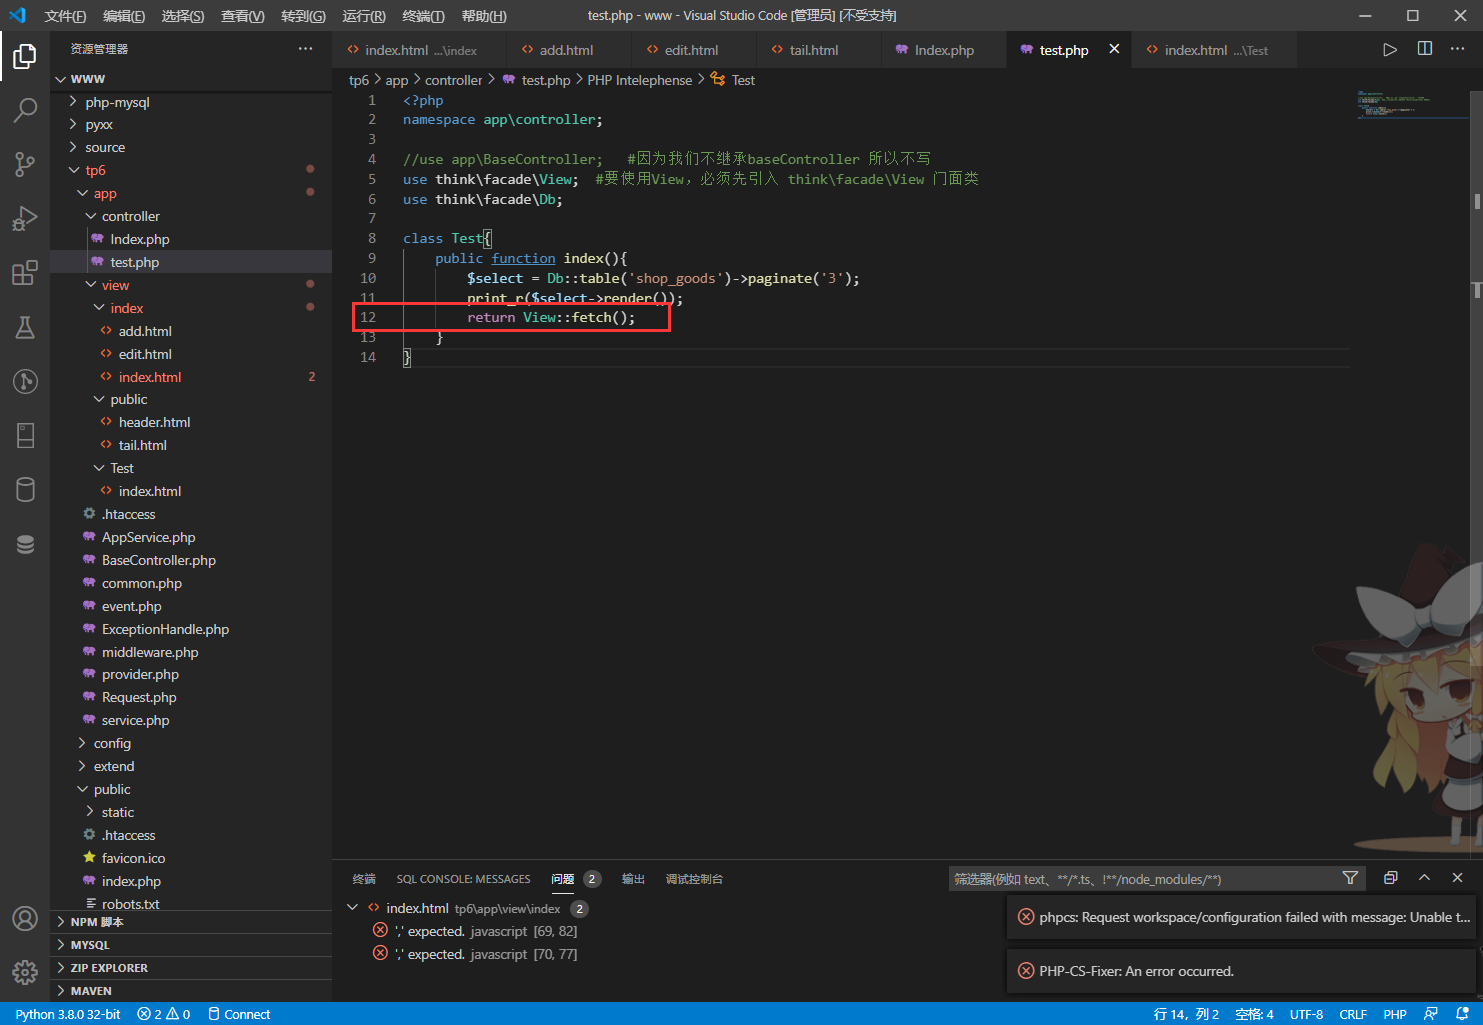 文件(F) 编辑(E) 选择(S) 查看(V) 转到(G) 运行(R) 终端(T) 帮助(H) test.php - www - Visual Studio Code [管理员] [不受支持]
资源管理器
WWW
php-mysql
pyxx
source
tp6
app
controller
Index.php
test.php
view
index
add.html
edit.html
index.html 2
public
header.html
tail.html
Test
index.html
.htaccess
AppService.php
BaseController.php
common.php
event.php
ExceptionHandle.php
middleware.php
provider.php
Request.php
service.php
config
extend
public
static
.htaccess
favicon.ico
index.php
robots.txt
NPM 脚本
MYSQL
ZIP EXPLORER
MAVEN
index.html ...\index add.html edit.html tail.html Index.php test.php index.html ...\Test
tp6 > app > controller > test.php > PHP Intelephense > Test
1 <?php
2 namespace app\controller;
3
4 //use app\BaseController; #因为我们不继承baseController 所以不写
5 use think\facade\View; #要使用View，必须先引入 think\facade\View 门面类
6 use think\facade\Db;
7
8 class Test{
9 public function index(){
10 $select = Db::table('shop_goods')->paginate('3');
11 print_r($select->render());
12 return View::fetch();
13 }
14 }
终端 SQL CONSOLE: MESSAGES 问题 2 输出 调试控制台 筛选器(例如 text、**/*.ts、!**/node_modules/**)
index.html tp6\app\view\index 2
',' expected. javascript [69, 82]
',' expected. javascript [70, 77]
phpcs: Request workspace/configuration failed with message: Unable t...
PHP-CS-Fixer: An error occurred.
Python 3.8.0 32-bit 2 0 Connect 行 14，列 2 空格: 4 UTF-8 CRLF PHP